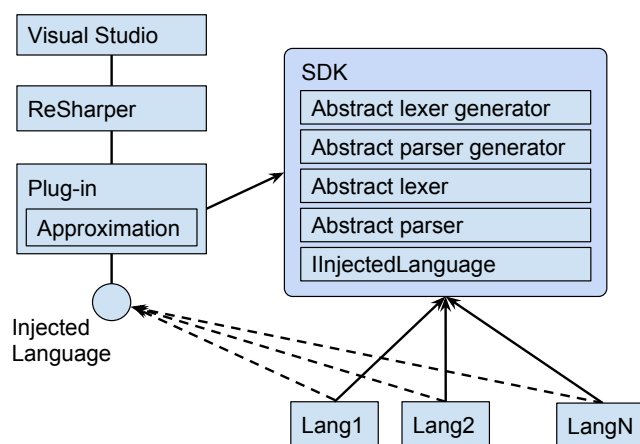 Visual Studio
ReSharper
Plug-in
Approximation
Injected
Language
SDK
Abstract lexer generator
Abstract parser generator
Abstract lexer
Abstract parser
IInjectedLanguage
Lang1
Lang2
LangN